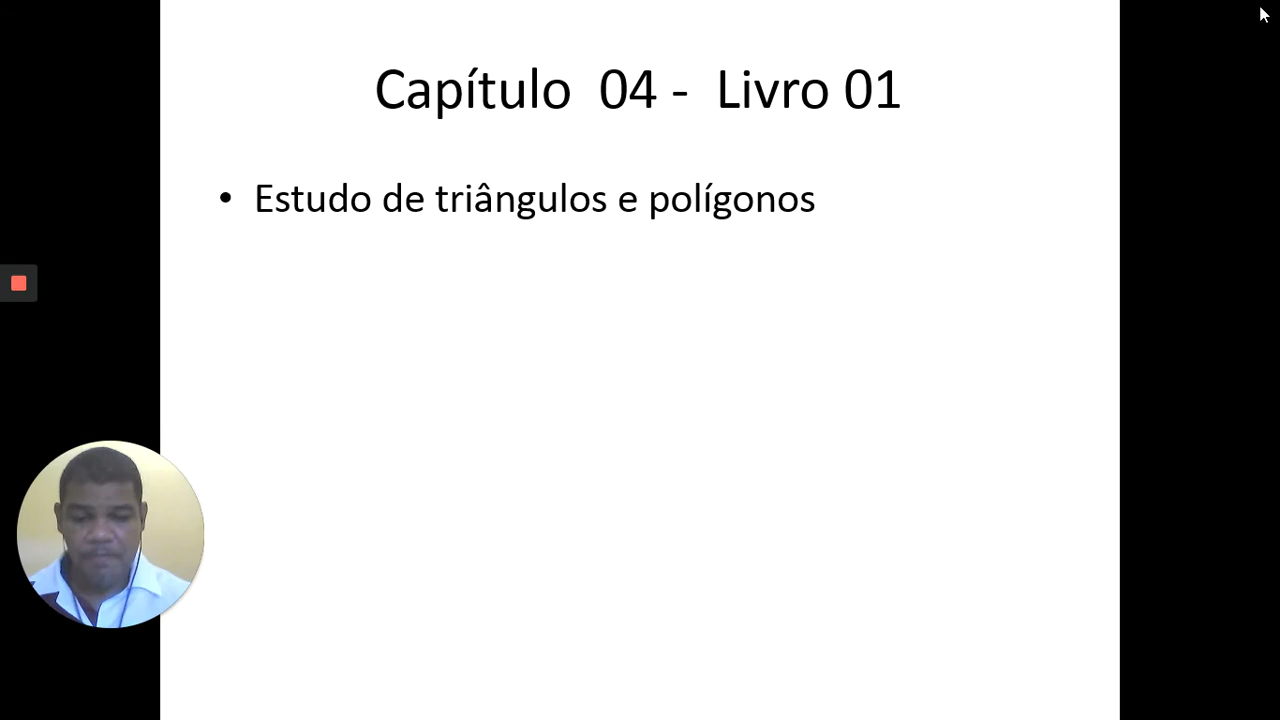 Capítulo 04 - Livro 01
• Estudo de triângulos e polígonos